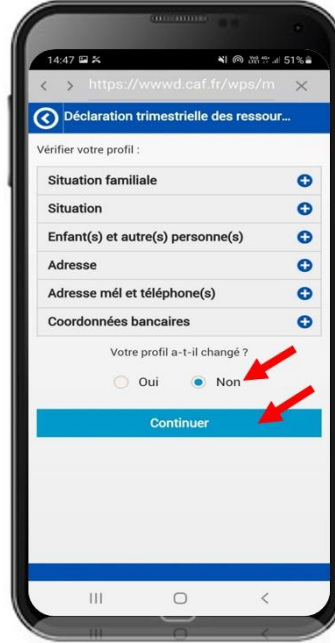 14:47 51%
https://wwwd.caf.fr/wps/m
Déclaration trimestrielle des ressour...
Vérifier votre profil :
Situation familiale
Situation
Enfant(s) et autre(s) personne(s)
Adresse
Adresse mél et téléphone(s)
Coordonnées bancaires
Votre profil a-t-il changé ?
Oui Non
Continuer